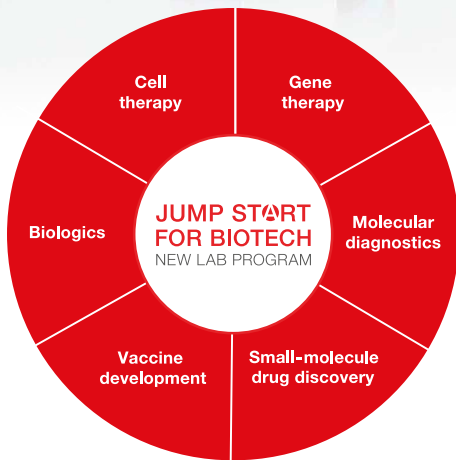 Cell
therapy
Gene
therapy
Biologics
JUMP START
FOR BIOTECH
NEW LAB PROGRAM
Molecular
diagnostics
Vaccine
development
Small-molecule
drug discovery